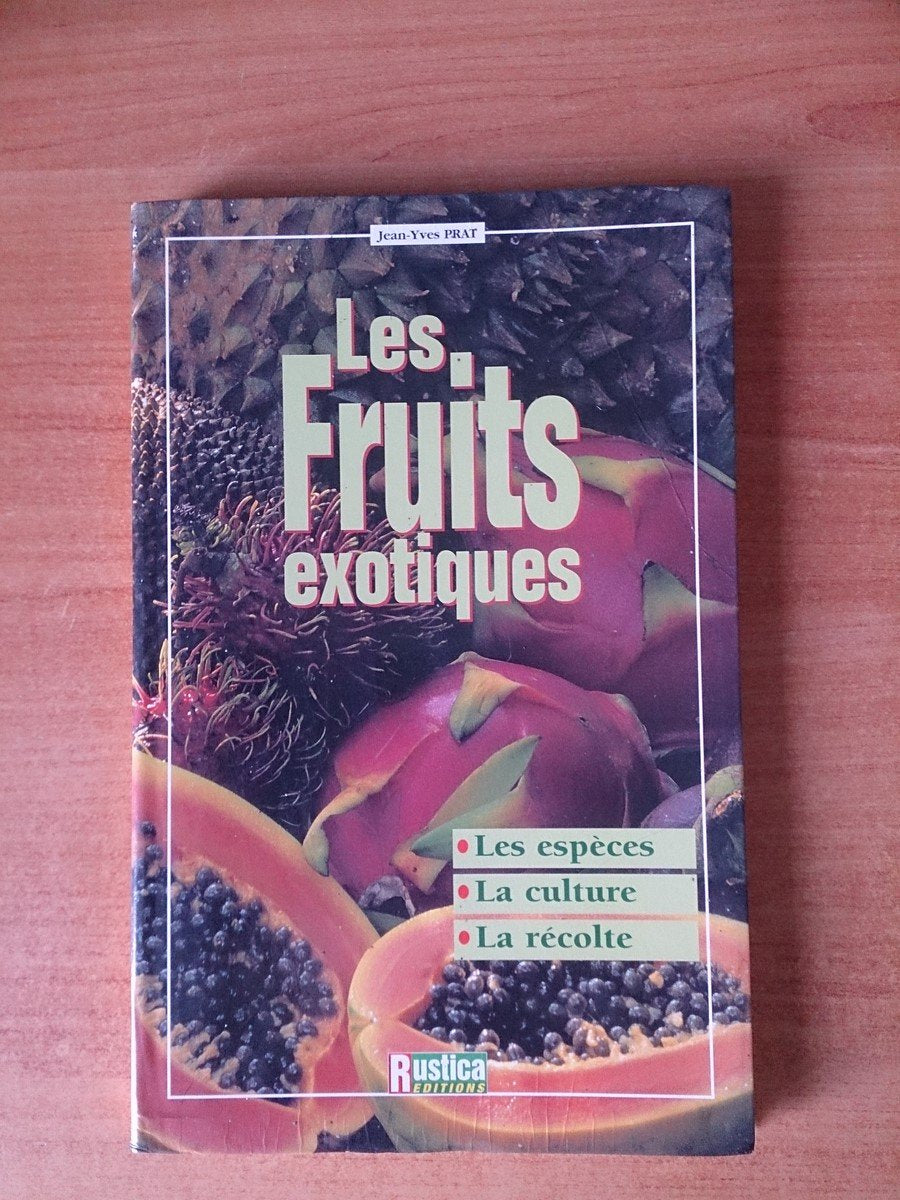 Jean-Yves PRAT
Les
Fruits
exotiques
• Les espèces
• La culture
• La récolte
Rustica
EDITIONS